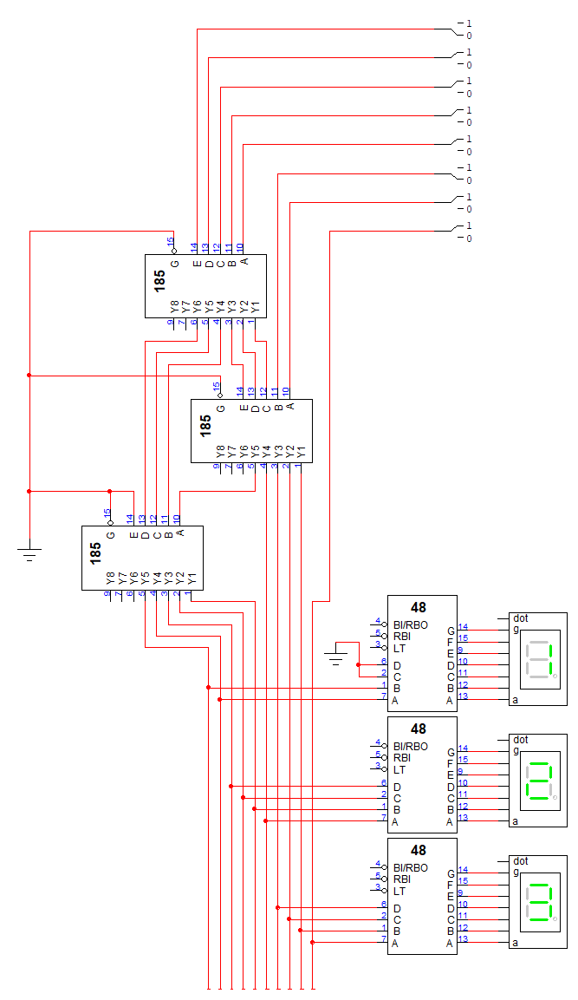 1
0
1
0
1
0
1
0
1
0
1
0
1
0
1
0
15 14 13 12 11 10
G E D C B A
185
Y8 Y7 Y6 Y5 Y4 Y3 Y2 Y1
9 7 6 5 4 3 2 1
15 14 13 12 11 10
G E D C B A
185
Y8 Y7 Y6 Y5 Y4 Y3 Y2 Y1
9 7 6 5 4 3 2 1
15 14 13 12 11 10
G E D C B A
185
Y8 Y7 Y6 Y5 Y4 Y3 Y2 Y1
9 7 6 5 4 3 2 1
48
dot
4 BI/RBO G 14 g
5 RBI F 15
3 LT E 9
6 D D 10
2 C C 11
1 B B 12
7 A A 13 a
1
48
dot
4 BI/RBO G 14 g
5 RBI F 15
3 LT E 9
6 D D 10
2 C C 11
1 B B 12
7 A A 13 a
2
48
dot
4 BI/RBO G 14 g
5 RBI F 15
3 LT E 9
6 D D 10
2 C C 11
1 B B 12
7 A A 13 a
3